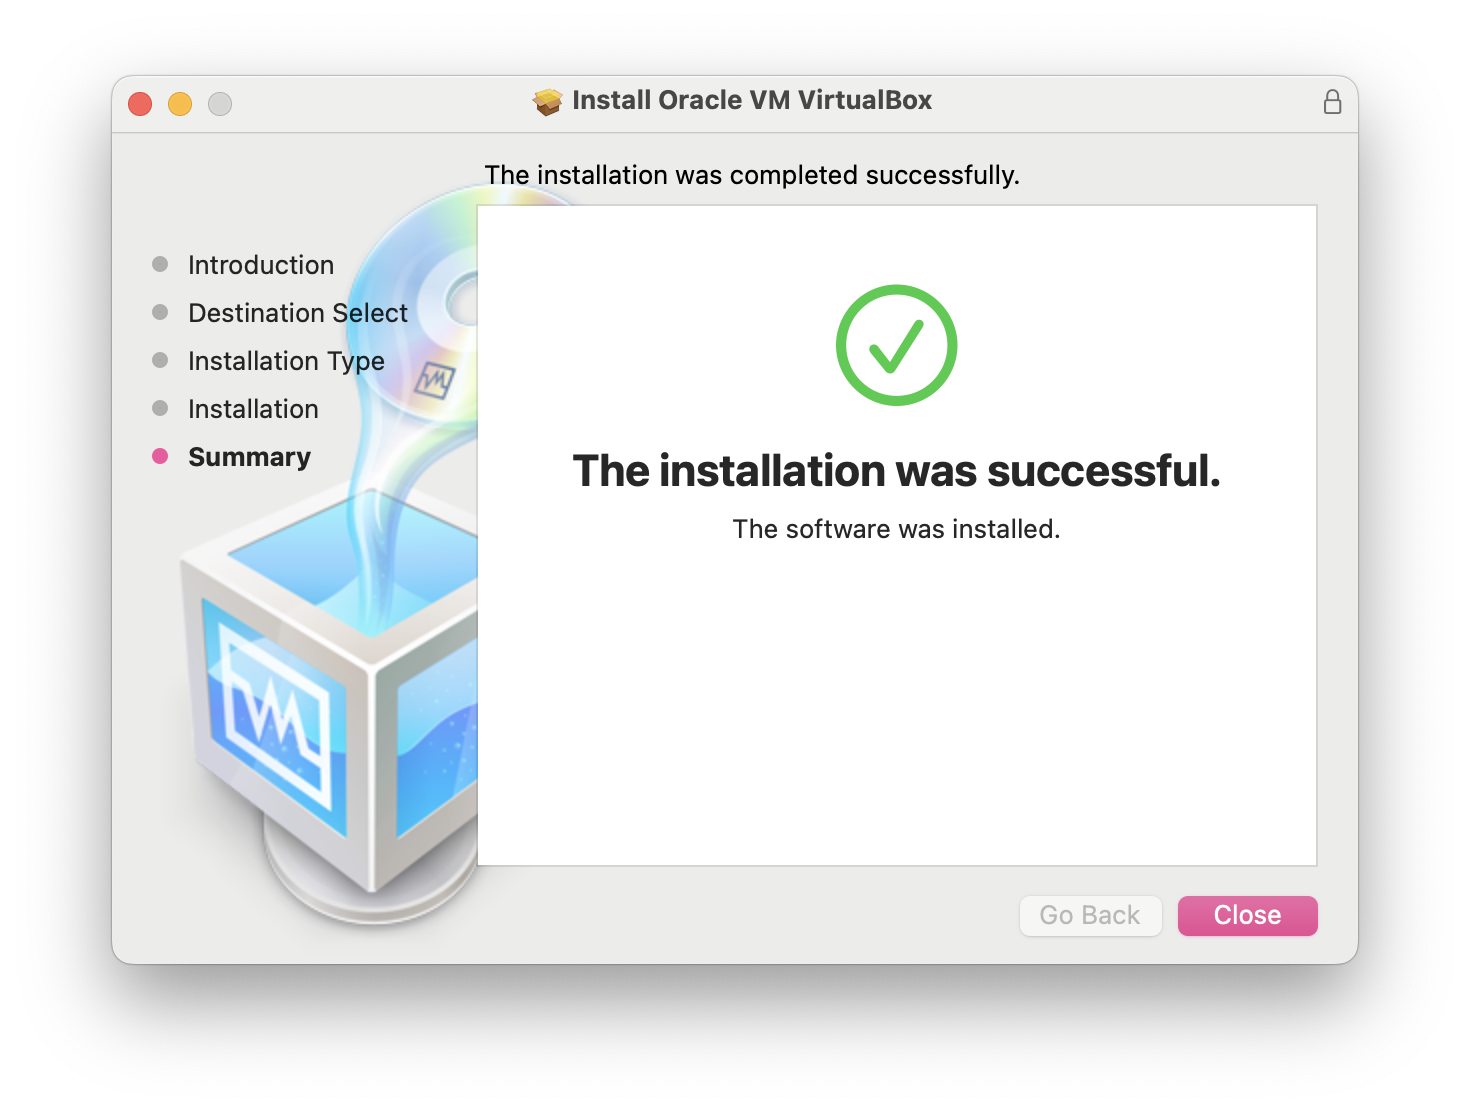 Install Oracle VM VirtualBox
The installation was completed successfully.
Introduction
Destination Select
Installation Type
Installation
Summary
The installation was successful.
The software was installed.
Go Back
Close